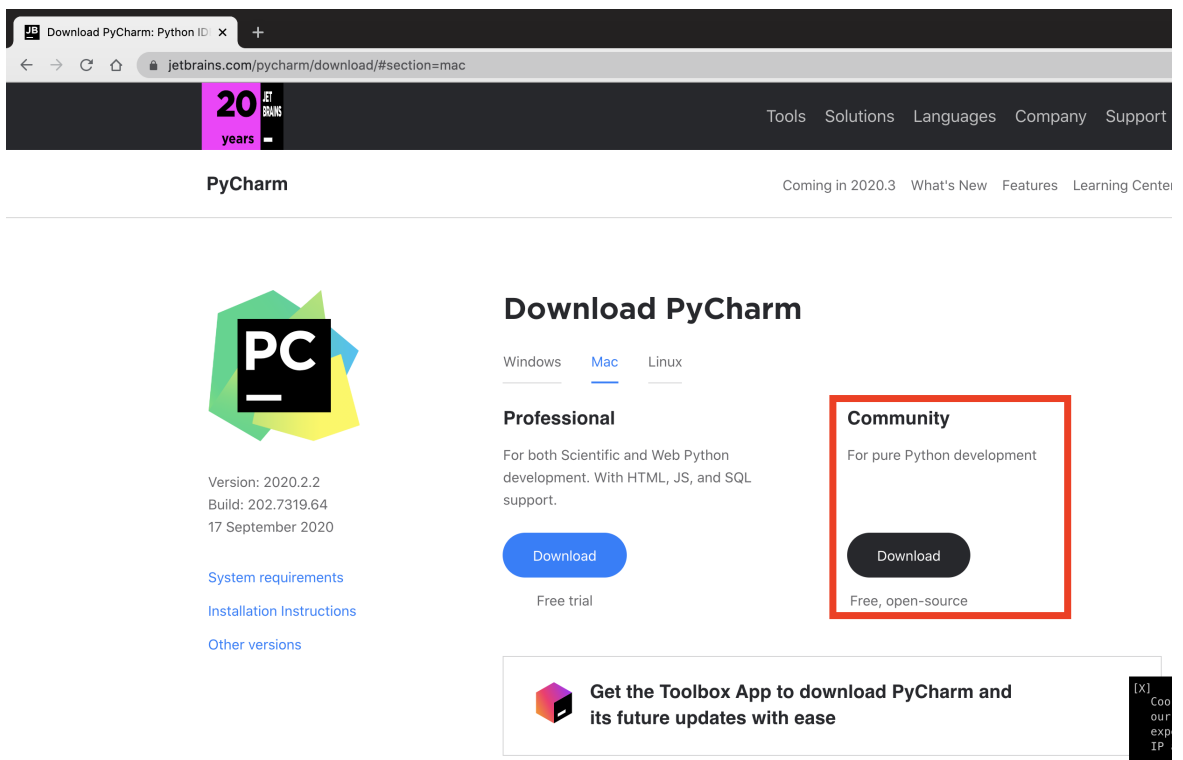 Download PyCharm: Python ID
jetbrains.com/pycharm/download/#section=mac
20 JET BRAINS
years
Tools Solutions Languages Company Support
PyCharm
Coming in 2020.3 What's New Features Learning Center
Download PyCharm
Windows Mac Linux
PC
Version: 2020.2.2
Build: 202.7319.64
17 September 2020
System requirements
Installation Instructions
Other versions
Professional
For both Scientific and Web Python
development. With HTML, JS, and SQL
support.
Download
Free trial
Community
For pure Python development
Download
Free, open-source
Get the Toolbox App to download PyCharm and
its future updates with ease
[X]
Coo
our
exp
IP